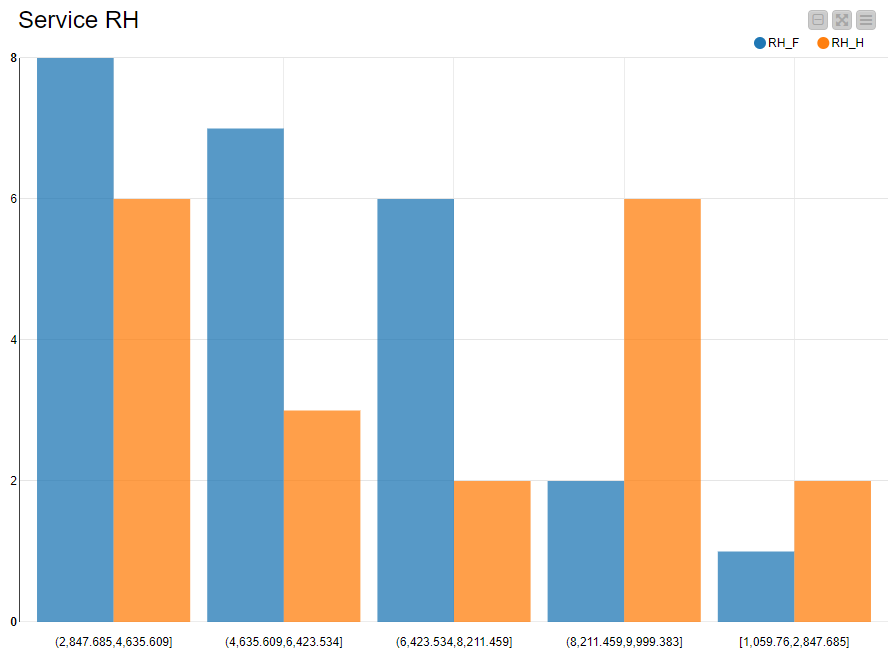 Service RH
RH_F RH_H
8
6
4
2
0
(2,847.685,4,635.609] (4,635.609,6,423.534] (6,423.534,8,211.459] (8,211.459,9,999.383] [1,059.76,2,847.685]